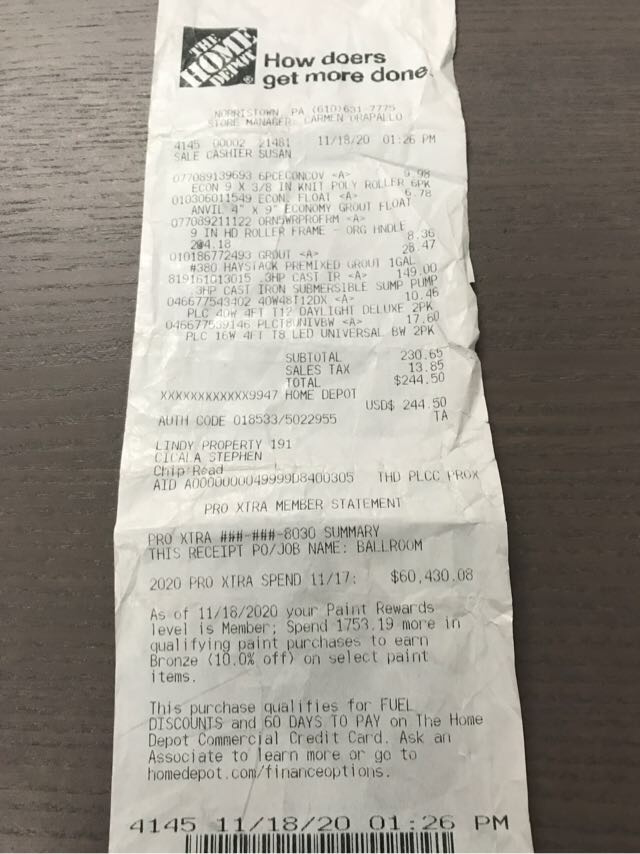 THE
HOME
DEPOT
How doers
get more done.
NORRISTOWN, PA (610)631-7775
STORE MANAGER CARMEN
4145 00002 21481 11/18/20 01:26 PM
SALE CASHIER SUSAN
077089139693 6PCECONCOV <A> 9.98
ECON 9 X 3/8 IN KNIT POLY ROLLER 6PK
010306011549 ECON. FLOAT <A> 6.78
ANVIL 4" X 9" ECONOMY GROUT FLOAT
077089211122 ORN5WRPROFRM <A>
9 IN HD ROLLER FRAME - ORG HNDLE
2@4.18 8.36
010186772493 GROUT <A> 28.47
#380 HAYSTACK PREMIXED GROUT 1GAL
819161013015 .3HP CAST IR <A> 149.00
.3HP CAST IRON SUBMERSIBLE SUMP PUMP
046677543402 40W48T12DX <A> 10.46
PLC 40W 4FT T12 DAYLIGHT DELUXE 2PK
046677539146 PLCT8UNIVBW <A> 17.60
PLC 16W 4FT T8 LED UNIVERSAL BW 2PK
SUBTOTAL 230.65
SALES TAX 13.85
TOTAL $244.50
XXXXXXXXXXXX9947 HOME DEPOT
USD$ 244.50
AUTH CODE 018533/5022955 TA
LINDY PROPERTY 191
CICALA STEPHEN
Chip Read
AID A0000000049999D8400305 THD PLCC PROX
PRO XTRA MEMBER STATEMENT
PRO XTRA ###-###-8030 SUMMARY
THIS RECEIPT PO/JOB NAME: BALLROOM
2020 PRO XTRA SPEND 11/17: $60,430.08
As of 11/18/2020 your Paint Rewards
level is Member; Spend 1753.19 more in
qualifying paint purchases to earn
Bronze (10.0% off) on select paint
items.
This purchase qualifies for FUEL
DISCOUNTS and 60 DAYS TO PAY on The Home
Depot Commercial Credit Card. Ask an
Associate to learn more or go to
homedepot.com/financeoptions.
4145 11/18/20 01:26 PM